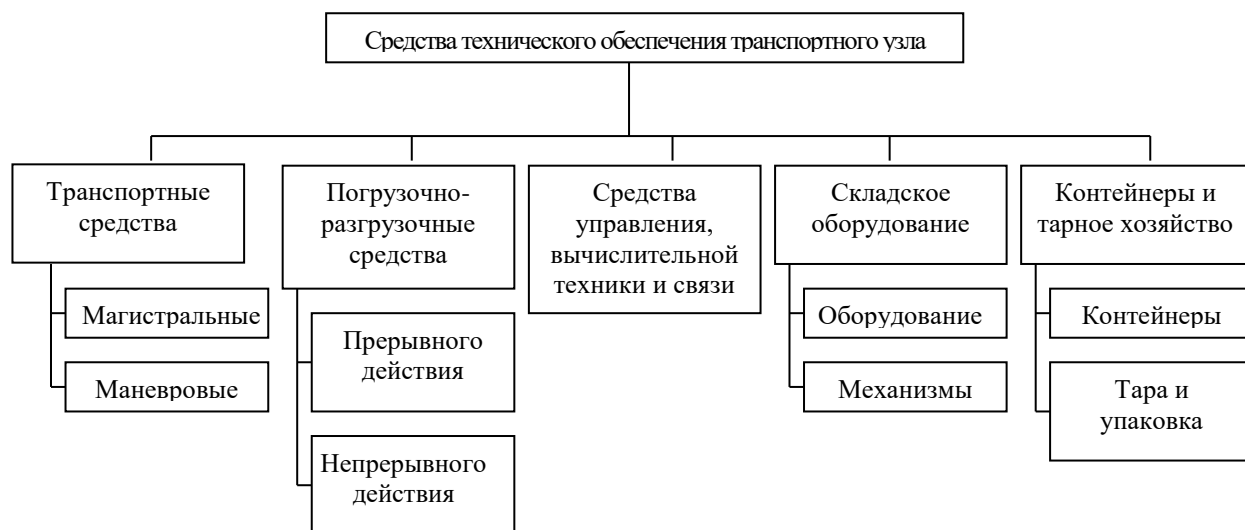 Средства технического обеспечения транспортного узла
Транспортные
средства
Магистральные
Маневровые
Погрузочно-
разгрузочные
средства
Прерывного
действия
Непрерывного
действия
Средства
управления,
вычислительной
техники и связи
Складское
оборудование
Оборудование
Механизмы
Контейнеры и
тарное хозяйство
Контейнеры
Тара и
упаковка